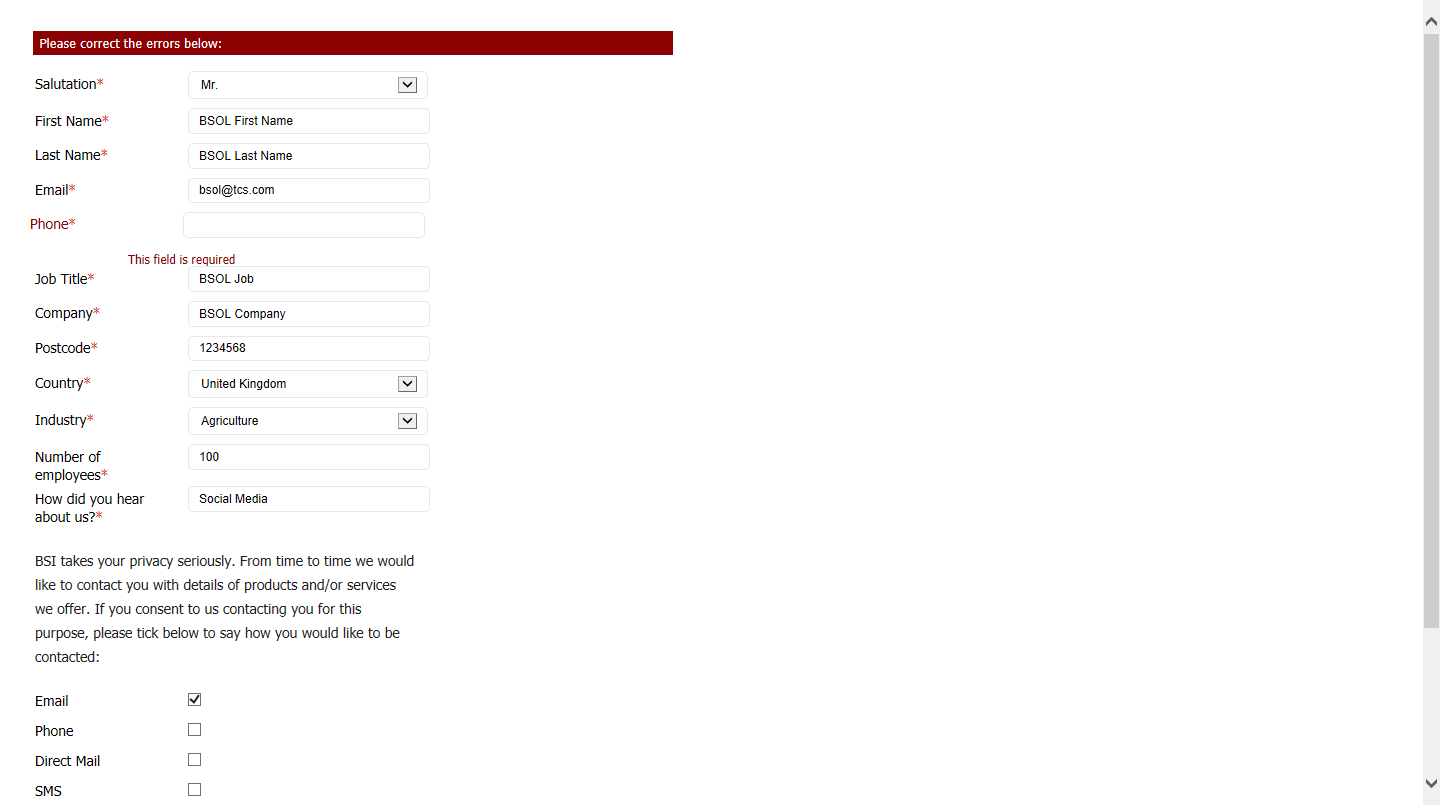 Please correct the errors below:
Salutation* Mr.
First Name* BSOL First Name
Last Name* BSOL Last Name
Email* bsol@tcs.com
Phone*
This field is required
Job Title* BSOL Job
Company* BSOL Company
Postcode* 1234568
Country* United Kingdom
Industry* Agriculture
Number of 100
employees*
How did you hear Social Media
about us?*
BSI takes your privacy seriously. From time to time we would
like to contact you with details of products and/or services
we offer. If you consent to us contacting you for this
purpose, please tick below to say how you would like to be
contacted:
Email
Phone
Direct Mail
SMS